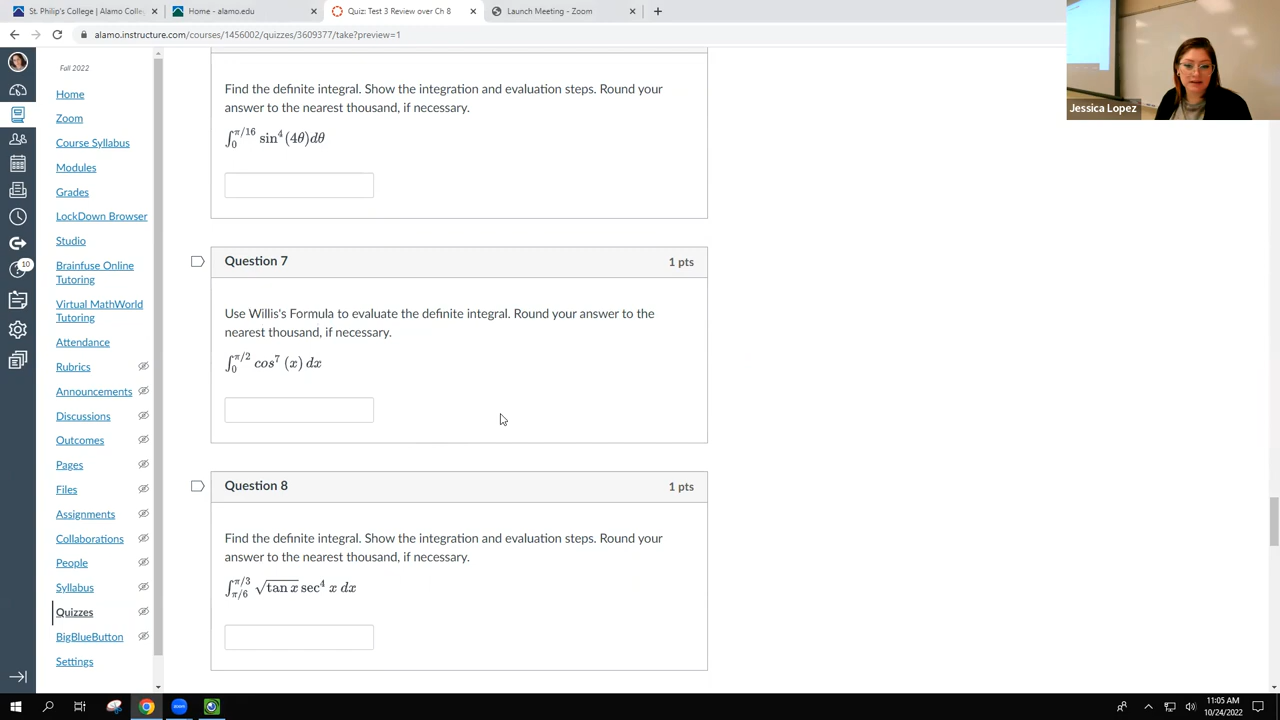 St. Philip's College | Alamo Colle
Home - alamo.edu
Quiz: Test 3 Review over Ch 8
Launch Meeting - Zoom
alamo.instructure.com/courses/1456002/quizzes/3609377/take?preview=1
Jessica Lopez
Fall 2022
Home
Zoom
Course Syllabus
Modules
Grades
LockDown Browser
Studio
10
Brainfuse Online
Tutoring
Virtual MathWorld
Tutoring
Attendance
Rubrics
Announcements
Discussions
Outcomes
Pages
Files
Assignments
Collaborations
People
Syllabus
Quizzes
BigBlueButton
Settings
Find the definite integral. Show the integration and evaluation steps. Round your
answer to the nearest thousand, if necessary.
∫₀^{π/16} sin⁴(4θ)dθ
Question 7
1 pts
Use Willis's Formula to evaluate the definite integral. Round your answer to the
nearest thousand, if necessary.
∫₀^{π/2} cos⁷ (x) dx
Question 8
1 pts
Find the definite integral. Show the integration and evaluation steps. Round your
answer to the nearest thousand, if necessary.
∫_{π/6}^{π/3} √tan x sec⁴ x dx
11:05 AM
10/24/2022